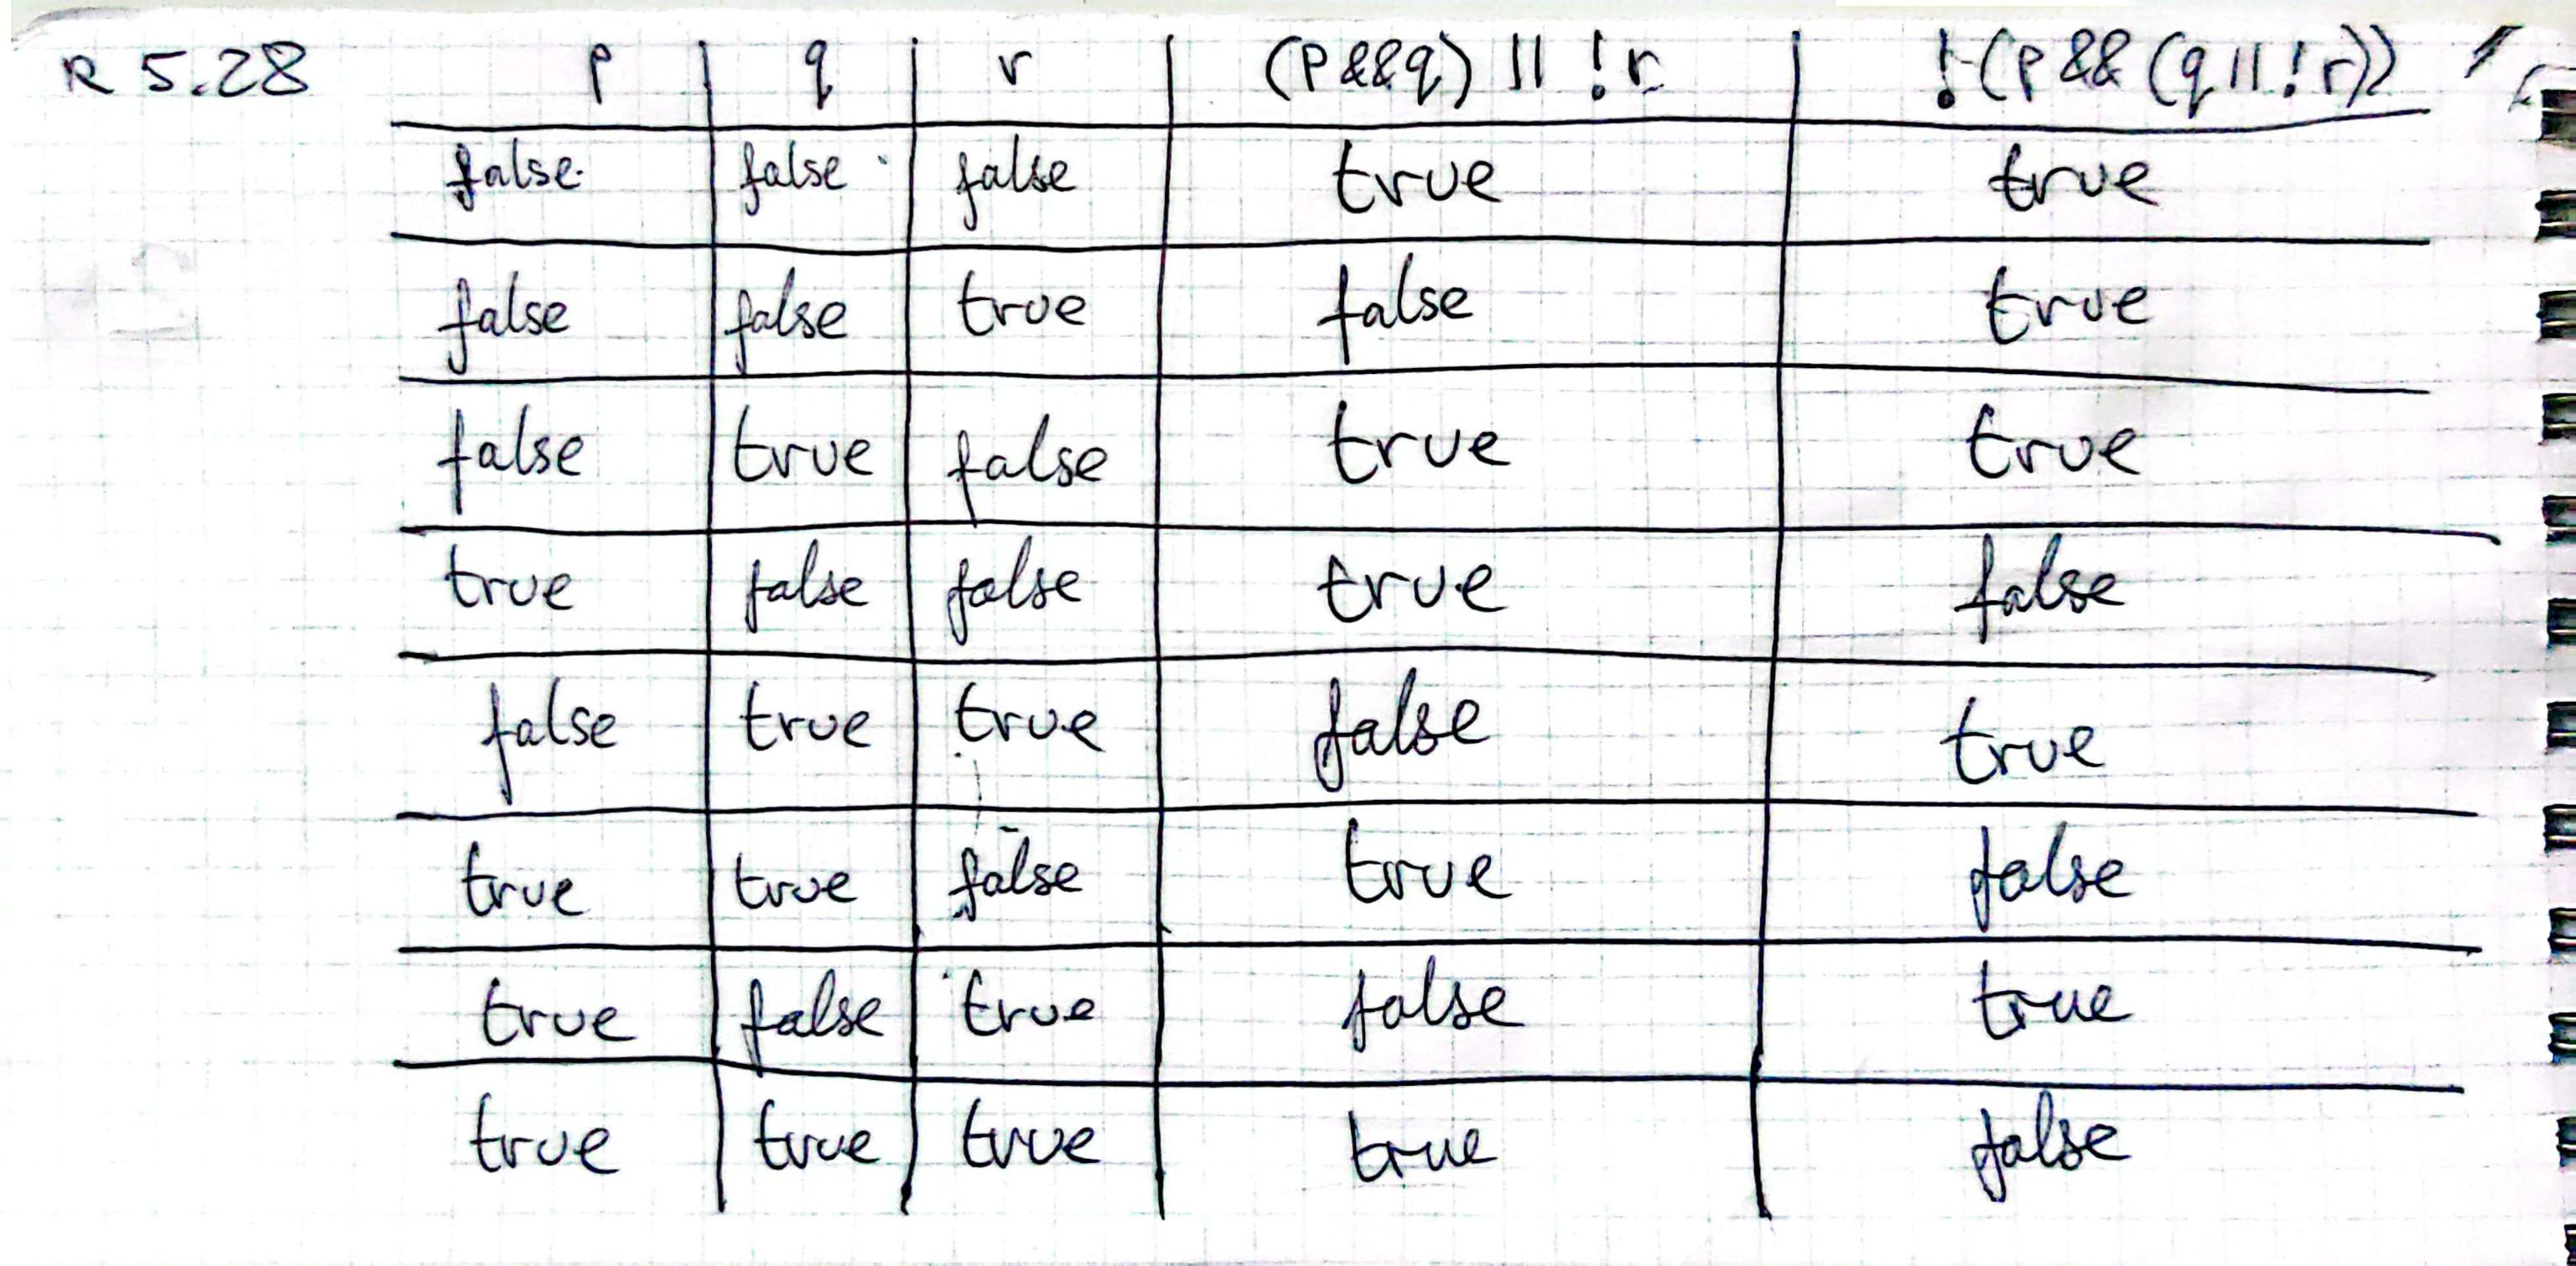 R 5.28 p q r (p&&q) || !r !(p&&(q||!r))
false false false true true
false false true false true
false true false true true
true false false true false
false true true false true
true true false true false
true false true false true
true true true true false